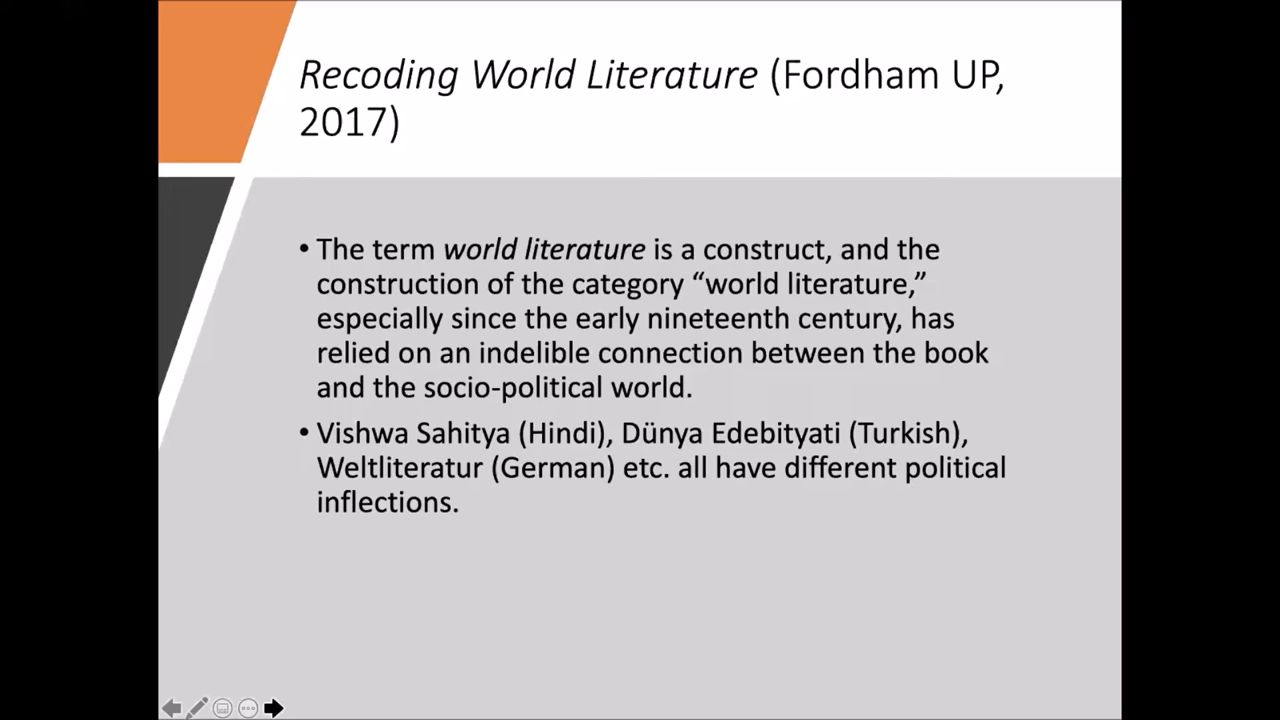 Recoding World Literature (Fordham UP,
2017)
• The term world literature is a construct, and the
construction of the category “world literature,”
especially since the early nineteenth century, has
relied on an indelible connection between the book
and the socio-political world.
• Vishwa Sahitya (Hindi), Dünya Edebityati (Turkish),
Weltliteratur (German) etc. all have different political
inflections.